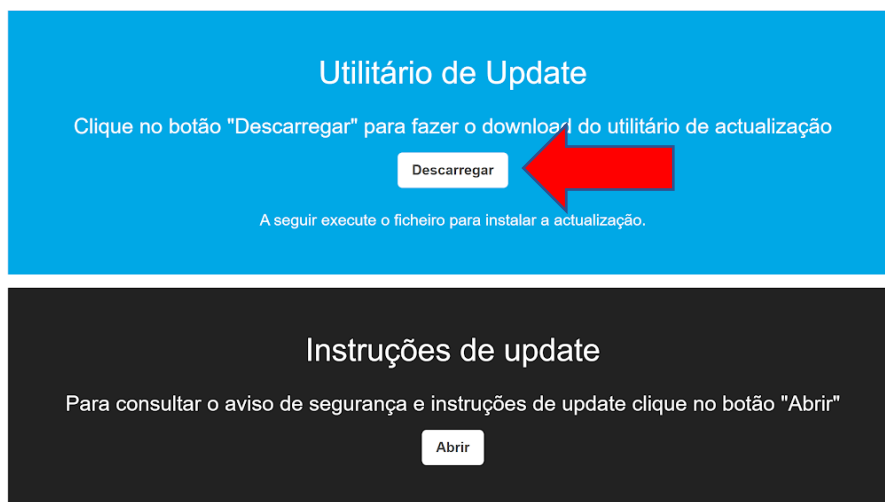 Utilitário de Update
Clique no botão "Descarregar" para fazer o download do utilitário de actualização
Descarregar
A seguir execute o ficheiro para instalar a actualização.
Instruções de update
Para consultar o aviso de segurança e instruções de update clique no botão "Abrir"
Abrir